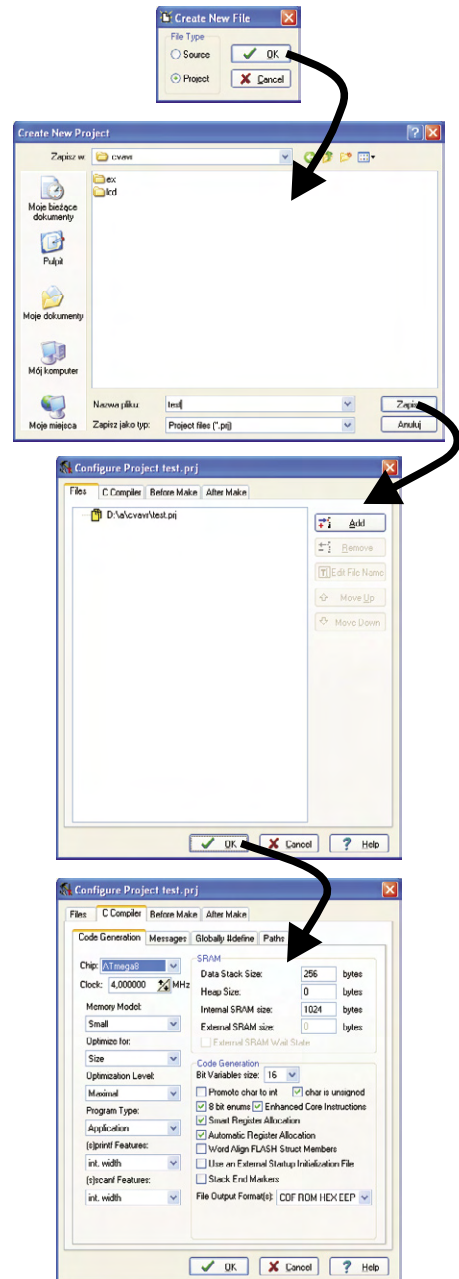 Create New File
File Type
Source
OK
Project
Cancel
Create New Project
Zapisz w:
cvavr
ex
lcd
Moje bieżące dokumenty
Pulpit
Moje dokumenty
Mój komputer
Moje miejsca
Nazwa pliku:
test
Zapisz
Zapisz jako typ:
Project files (*.prj)
Anuluj
Configure Project test.prj
Files C Compiler Before Make After Make
D:\a\cvavr\test.prj
Add
Remove
Edit File Name
Move Up
Move Down
OK Cancel Help
Configure Project test.prj
Files C Compiler Before Make After Make
Code Generation Messages Globally #define Paths
Chip: ATmega8
Clock: 4,000000 MHz
Memory Model:
Small
Optimize for:
Size
Optimization Level:
Maximal
Program Type:
Application
(s)printf Features:
int, width
(s)scanf Features:
int, width
SRAM
Data Stack Size: 256 bytes
Heap Size: 0 bytes
Internal SRAM size: 1024 bytes
External SRAM size: 0 bytes
External SRAM Wait State
Code Generation
Bit Variables size: 16
Promote char to int char is unsigned
8 bit enums Enhanced Core Instructions
Smart Register Allocation
Automatic Register Allocation
Word Align FLASH Struct Members
Use an External Startup Initialization File
Stack End Markers
File Output Format(s): COF ROM HEX EEP
OK Cancel Help